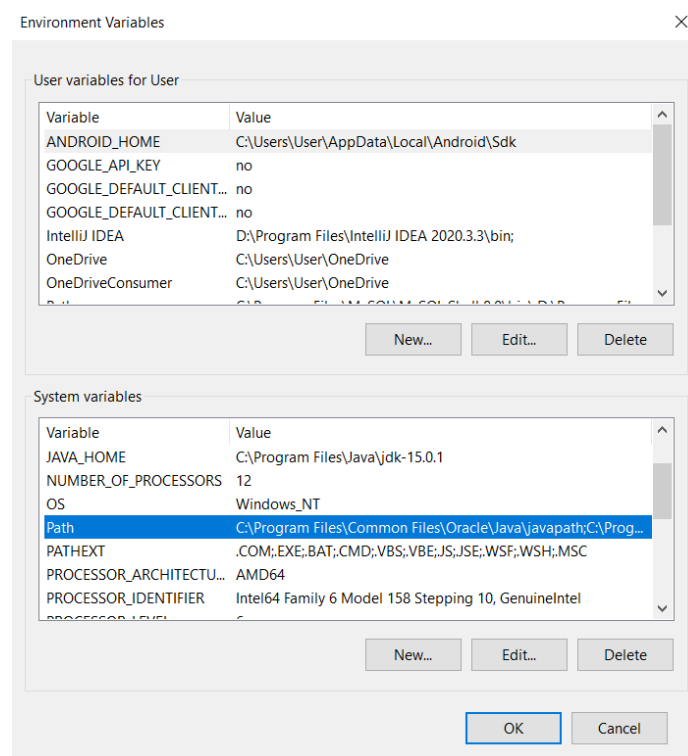 Environment Variables
User variables for User
Variable Value
ANDROID_HOME C:\Users\User\AppData\Local\Android\Sdk
GOOGLE_API_KEY no
GOOGLE_DEFAULT_CLIENT... no
GOOGLE_DEFAULT_CLIENT... no
IntelliJ IDEA D:\Program Files\IntelliJ IDEA 2020.3.3\bin;
OneDrive C:\Users\User\OneDrive
OneDriveConsumer C:\Users\User\OneDrive
New... Edit... Delete
System variables
Variable Value
JAVA_HOME C:\Program Files\Java\jdk-15.0.1
NUMBER_OF_PROCESSORS 12
OS Windows_NT
Path C:\Program Files\Common Files\Oracle\Java\javapath;C:\Prog...
PATHEXT .COM;.EXE;.BAT;.CMD;.VBS;.VBE;.JS;.JSE;.WSF;.WSH;.MSC
PROCESSOR_ARCHITECTU... AMD64
PROCESSOR_IDENTIFIER Intel64 Family 6 Model 158 Stepping 10, GenuineIntel
New... Edit... Delete
OK Cancel